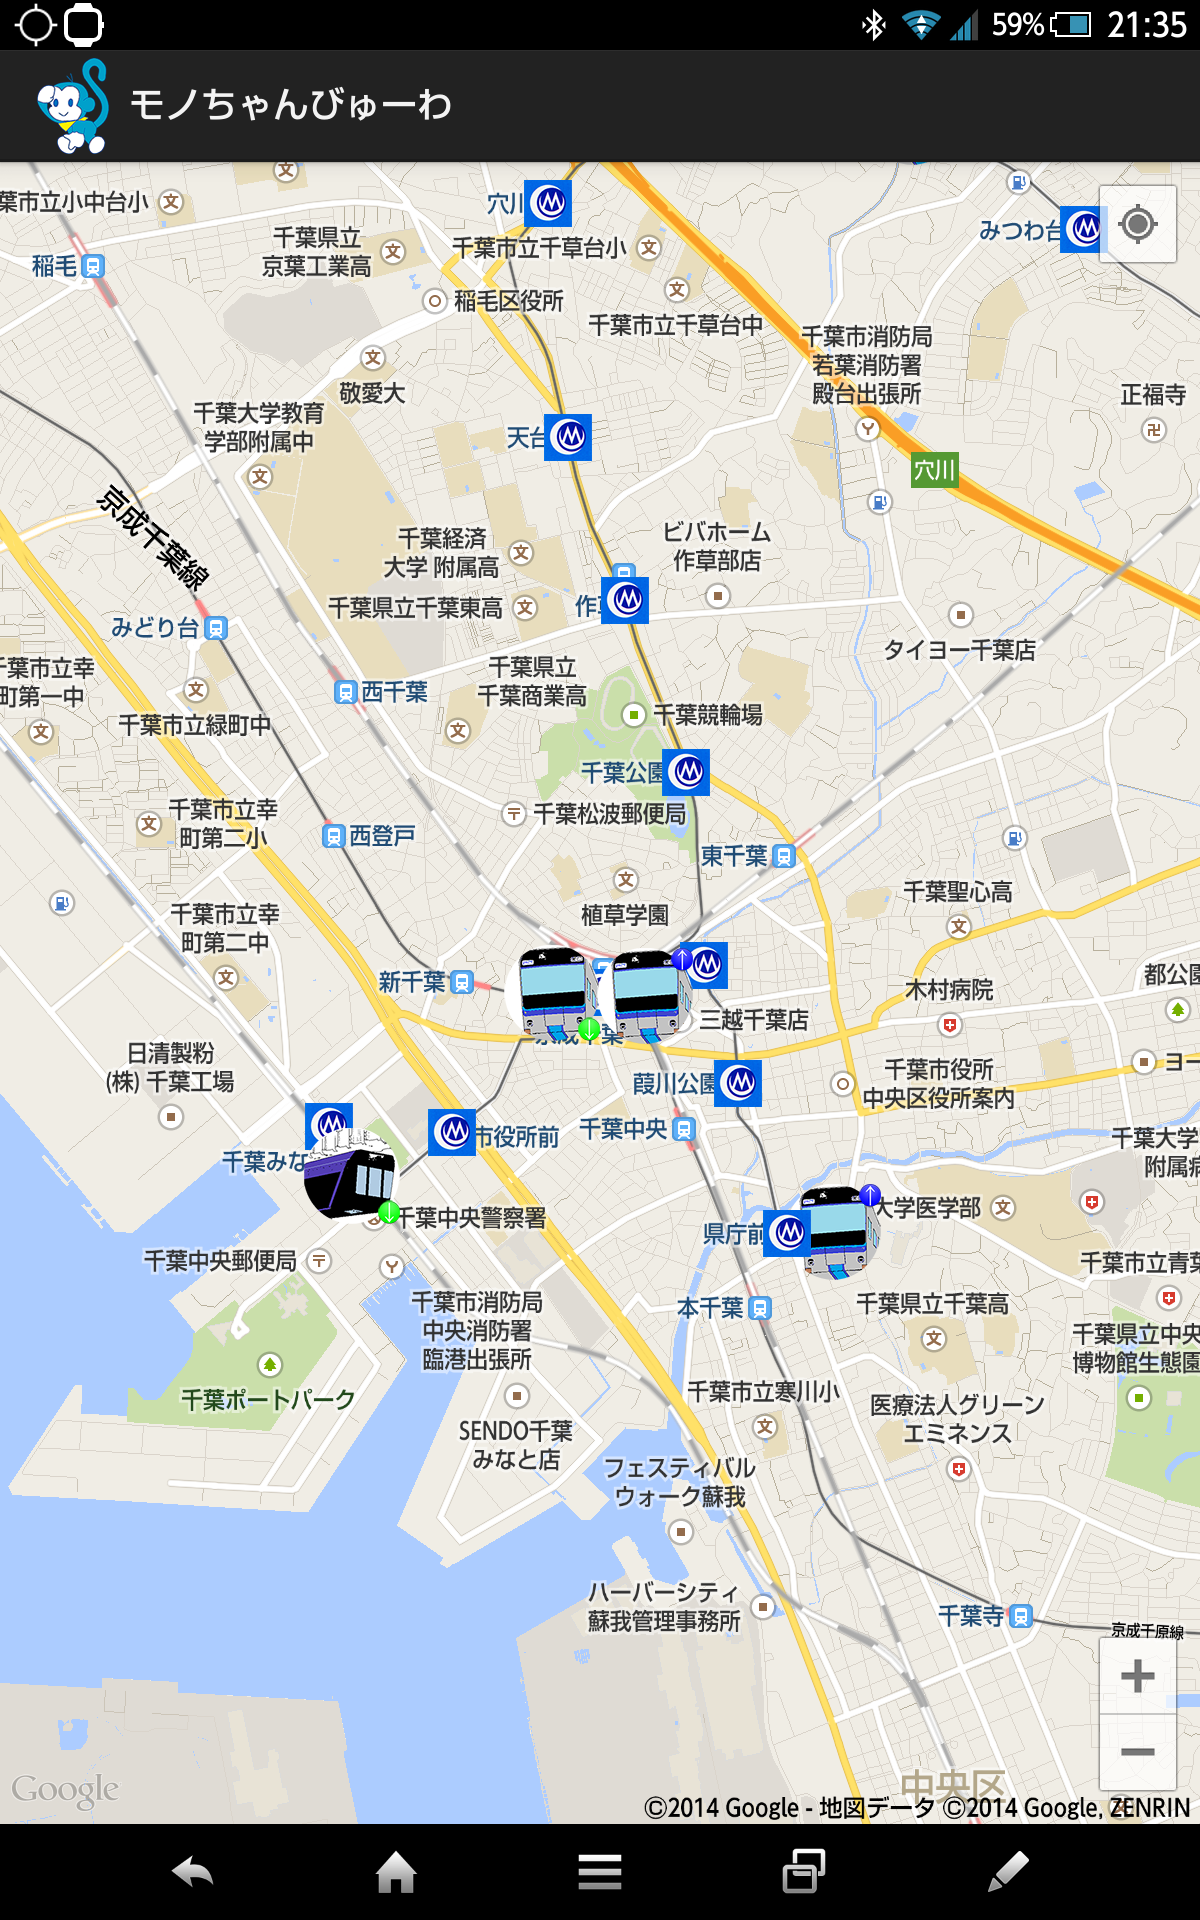 59%
21:35
モノちゃんびゅーわ
葉市立小中台小
穴川
みつわ台
千葉県立
京葉工業高
千葉市立千草台小
稲毛
稲毛区役所
千葉市立千草台中
千葉市消防局
若葉消防署
殿台出張所
敬愛大
正福寺
千葉大学教育
学部附属中
天台
穴川
京成千葉線
千葉経済
大学 附属高
ビバホーム
作草部店
千葉県立千葉東高
作
みどり台
タイヨー千葉店
千葉市立幸
町第一中
千葉県立
千葉商業高
西千葉
千葉市立緑町中
千葉競輪場
千葉公園
千葉市立幸
町第二小
千葉松波郵便局
西登戸
東千葉
千葉聖心高
植草学園
千葉市立幸
町第二中
新千葉
都公園
木村病院
三越千葉店
京成千葉
日清製粉
(株) 千葉工場
葭川公園
千葉市役所
中央区役所案内
ヨー
市役所前
千葉中央
千葉大学
附属病
千葉みな
千葉中央警察署
大学医学部
県庁前
千葉中央郵便局
千葉市立青葉
千葉市消防局
中央消防署
臨港出張所
本千葉
千葉県立千葉高
千葉県立中央
博物館生態園
千葉ポートパーク
千葉市立寒川小
医療法人グリーン
エミネンス
SENDO千葉
みなと店
フェスティバル
ウォーク蘇我
ハーバーシティ
蘇我管理事務所
千葉寺
京成千原線
+
−
Google
中央区
©2014 Google - 地図データ ©2014 Google, ZENRIN